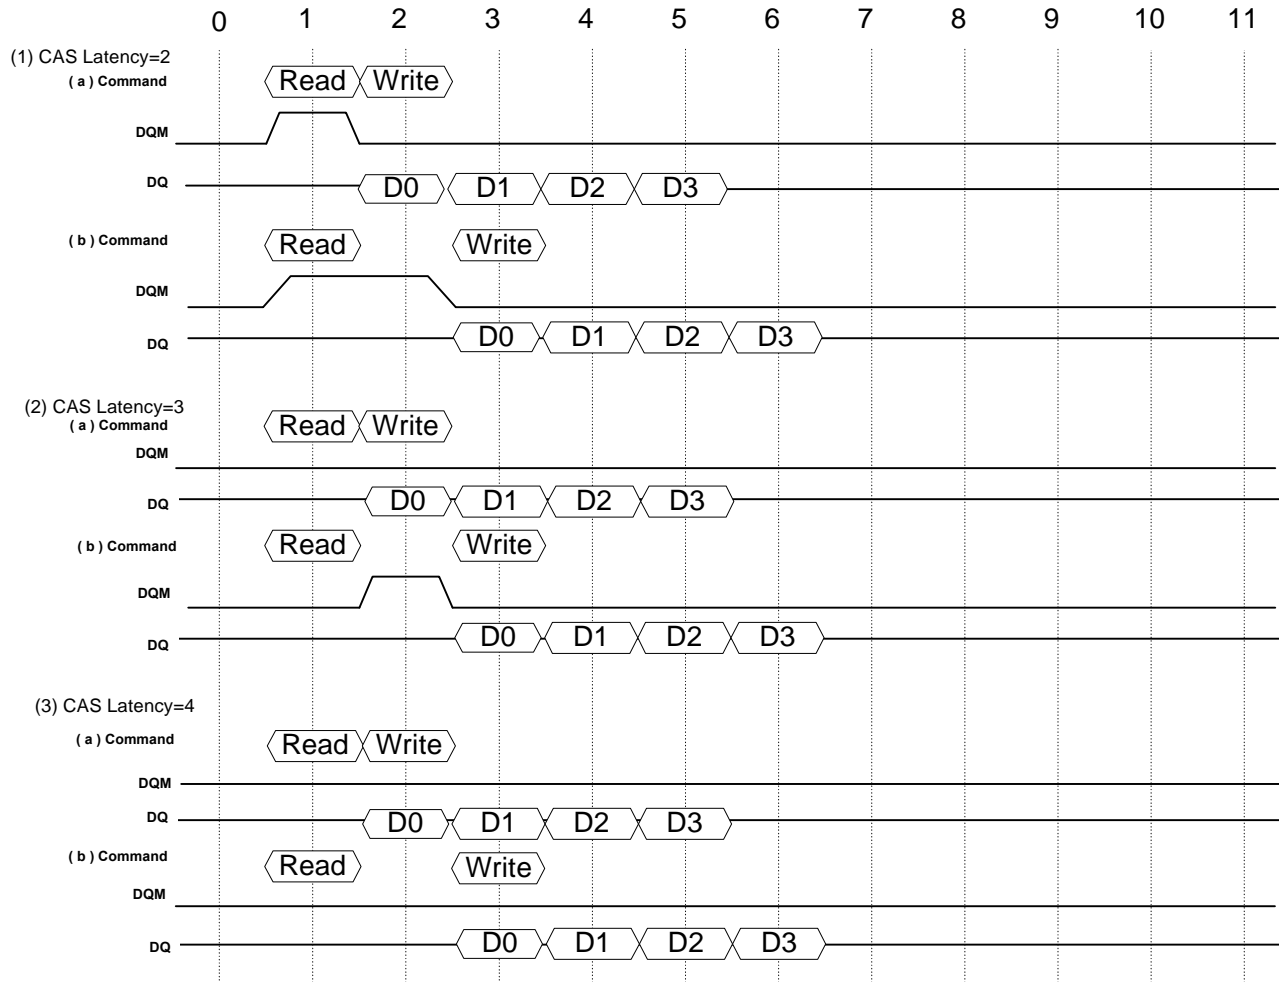 0 1 2 3 4 5 6 7 8 9 10 11
(1) CAS Latency=2
( a ) Command Read Write
DQM
DQ D0 D1 D2 D3
( b ) Command Read Write
DQM
DQ D0 D1 D2 D3
(2) CAS Latency=3
( a ) Command Read Write
DQM
DQ D0 D1 D2 D3
( b ) Command Read Write
DQM
DQ D0 D1 D2 D3
(3) CAS Latency=4
( a ) Command Read Write
DQM
DQ D0 D1 D2 D3
( b ) Command Read Write
DQM
DQ D0 D1 D2 D3